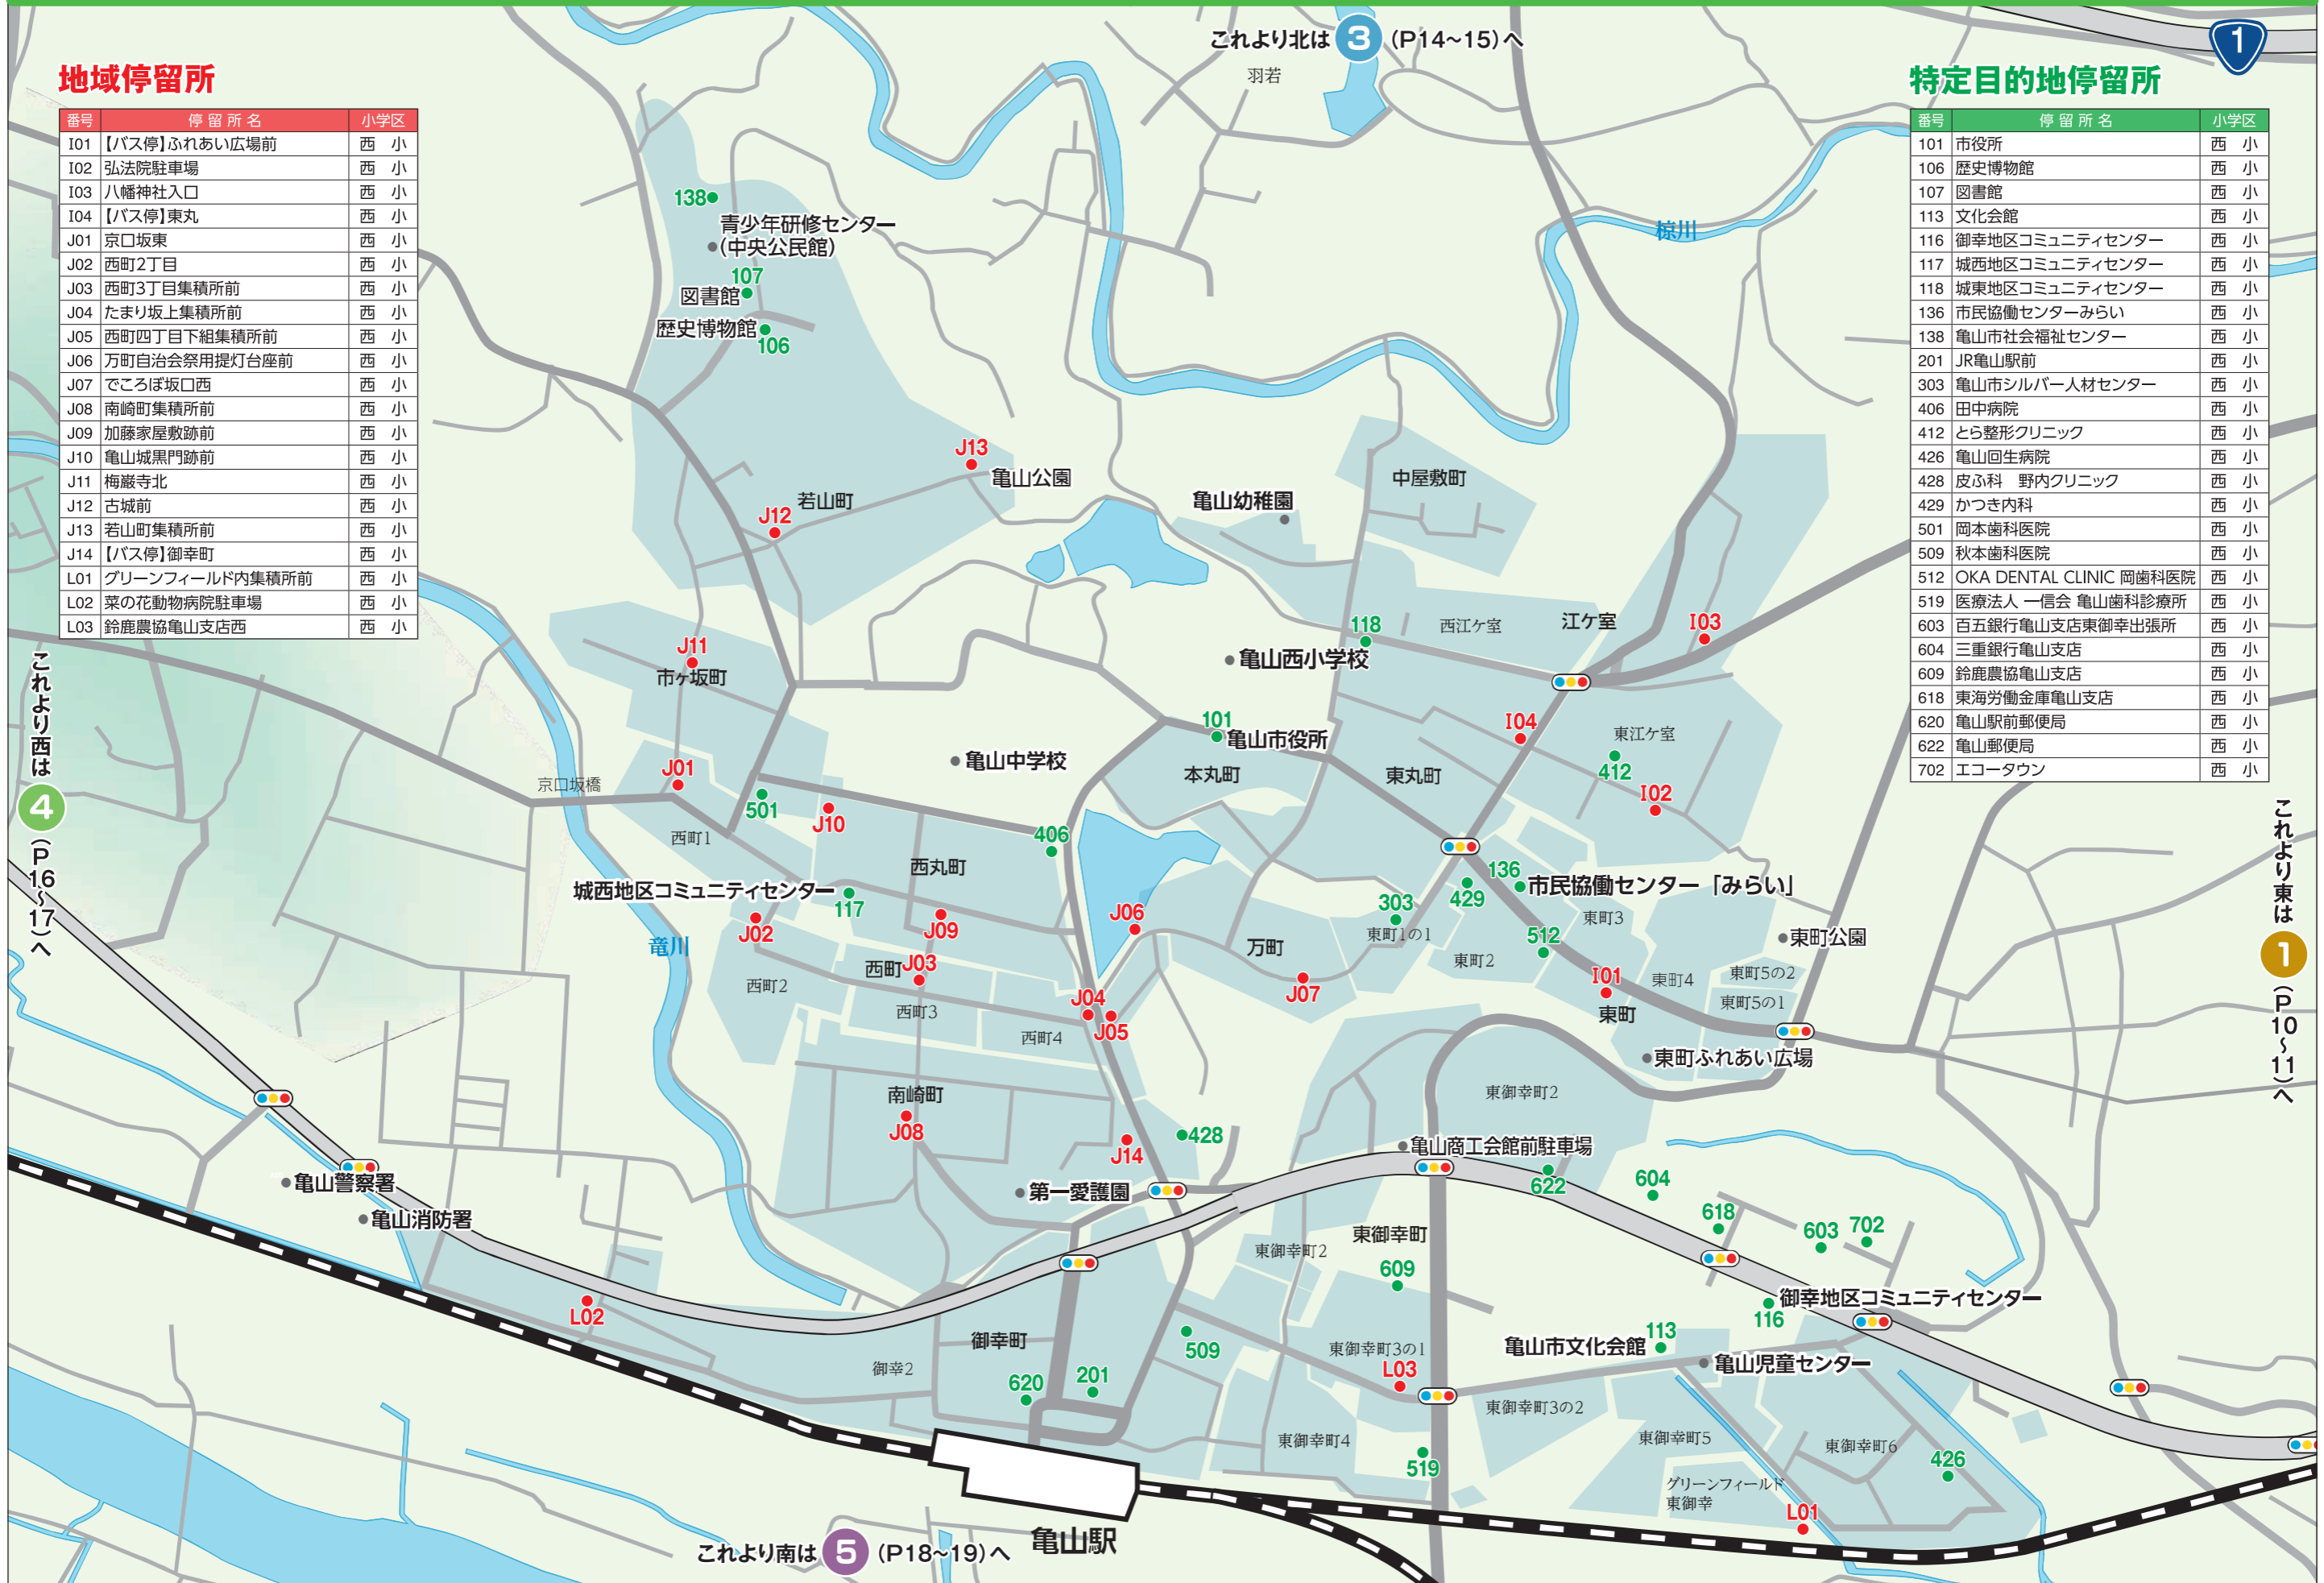 これより北は 3 (P14~15)へ
1
地域停留所
番号 停留所名 小学区
I01 【バス停】ふれあい広場前 西 小
I02 弘法院駐車場 西 小
I03 八幡神社入口 西 小
I04 【バス停】東丸 西 小
J01 京口坂東 西 小
J02 西町2丁目 西 小
J03 西町3丁目集積所前 西 小
J04 たまり坂上集積所前 西 小
J05 西町四丁目下組集積所前 西 小
J06 万町自治会祭用提灯台座前 西 小
J07 でころぼ坂口西 西 小
J08 南崎町集積所前 西 小
J09 加藤家屋敷跡前 西 小
J10 亀山城黒門跡前 西 小
J11 梅巌寺北 西 小
J12 古城前 西 小
J13 若山町集積所前 西 小
J14 【バス停】御幸町 西 小
L01 グリーンフィールド内集積所前 西 小
L02 菜の花動物病院駐車場 西 小
L03 鈴鹿農協亀山支店西 西 小
特定目的地停留所
番号 停留所名 小学区
101 市役所 西 小
106 歴史博物館 西 小
107 図書館 西 小
113 文化会館 西 小
116 御幸地区コミュニティセンター 西 小
117 城西地区コミュニティセンター 西 小
118 城東地区コミュニティセンター 西 小
136 市民協働センターみらい 西 小
138 亀山市社会福祉センター 西 小
201 JR亀山駅前 西 小
303 亀山市シルバー人材センター 西 小
406 田中病院 西 小
412 とら整形クリニック 西 小
426 亀山回生病院 西 小
428 皮ふ科 野内クリニック 西 小
429 かつき内科 西 小
501 岡本歯科医院 西 小
509 秋本歯科医院 西 小
512 OKA DENTAL CLINIC 岡歯科医院 西 小
519 医療法人 一信会 亀山歯科診療所 西 小
603 百五銀行亀山支店東御幸出張所 西 小
604 三重銀行亀山支店 西 小
609 鈴鹿農協亀山支店 西 小
618 東海労働金庫亀山支店 西 小
620 亀山駅前郵便局 西 小
622 亀山郵便局 西 小
702 エコータウン 西 小
羽若
138
青少年研修センター
(中央公民館)
椋川
107
図書館
歴史博物館
106
J13
亀山公園
中屋敷町
若山町
亀山幼稚園
J12
118
西江ケ室
江ケ室
I03
J11
亀山西小学校
市ヶ坂町
101
亀山市役所
I04
東江ケ室
亀山中学校
J01
本丸町
東丸町
412
京口坂橋
501
J10
I02
西町1
406
西丸町
136
市民協働センター「みらい」
城西地区コミュニティセンター
117
303
429
東町3
J02
J09
J06
東町1の1
512
東町公園
竜川
万町
東町2
西町
J03
I01
東町4
東町5の2
西町2
J07
東町5の1
J04
西町3
J05
東町
西町4
東町ふれあい広場
南崎町
東御幸町2
J08
J14
428
亀山商工会館前駐車場
亀山警察署
第一愛護園
622
604
亀山消防署
618
603
702
東御幸町
東御幸町2
609
L02
御幸地区コミュニティセンター
116
御幸町
509
東御幸町3の1
亀山市文化会館
113
亀山児童センター
御幸2
L03
620
201
東御幸町3の2
東御幸町4
東御幸町5
東御幸町6
519
426
グリーンフィールド
東御幸
L01
亀山駅
これより西は 4 (P16~17)へ
これより東は 1 (P10~11)へ
これより南は 5 (P18~19)へ